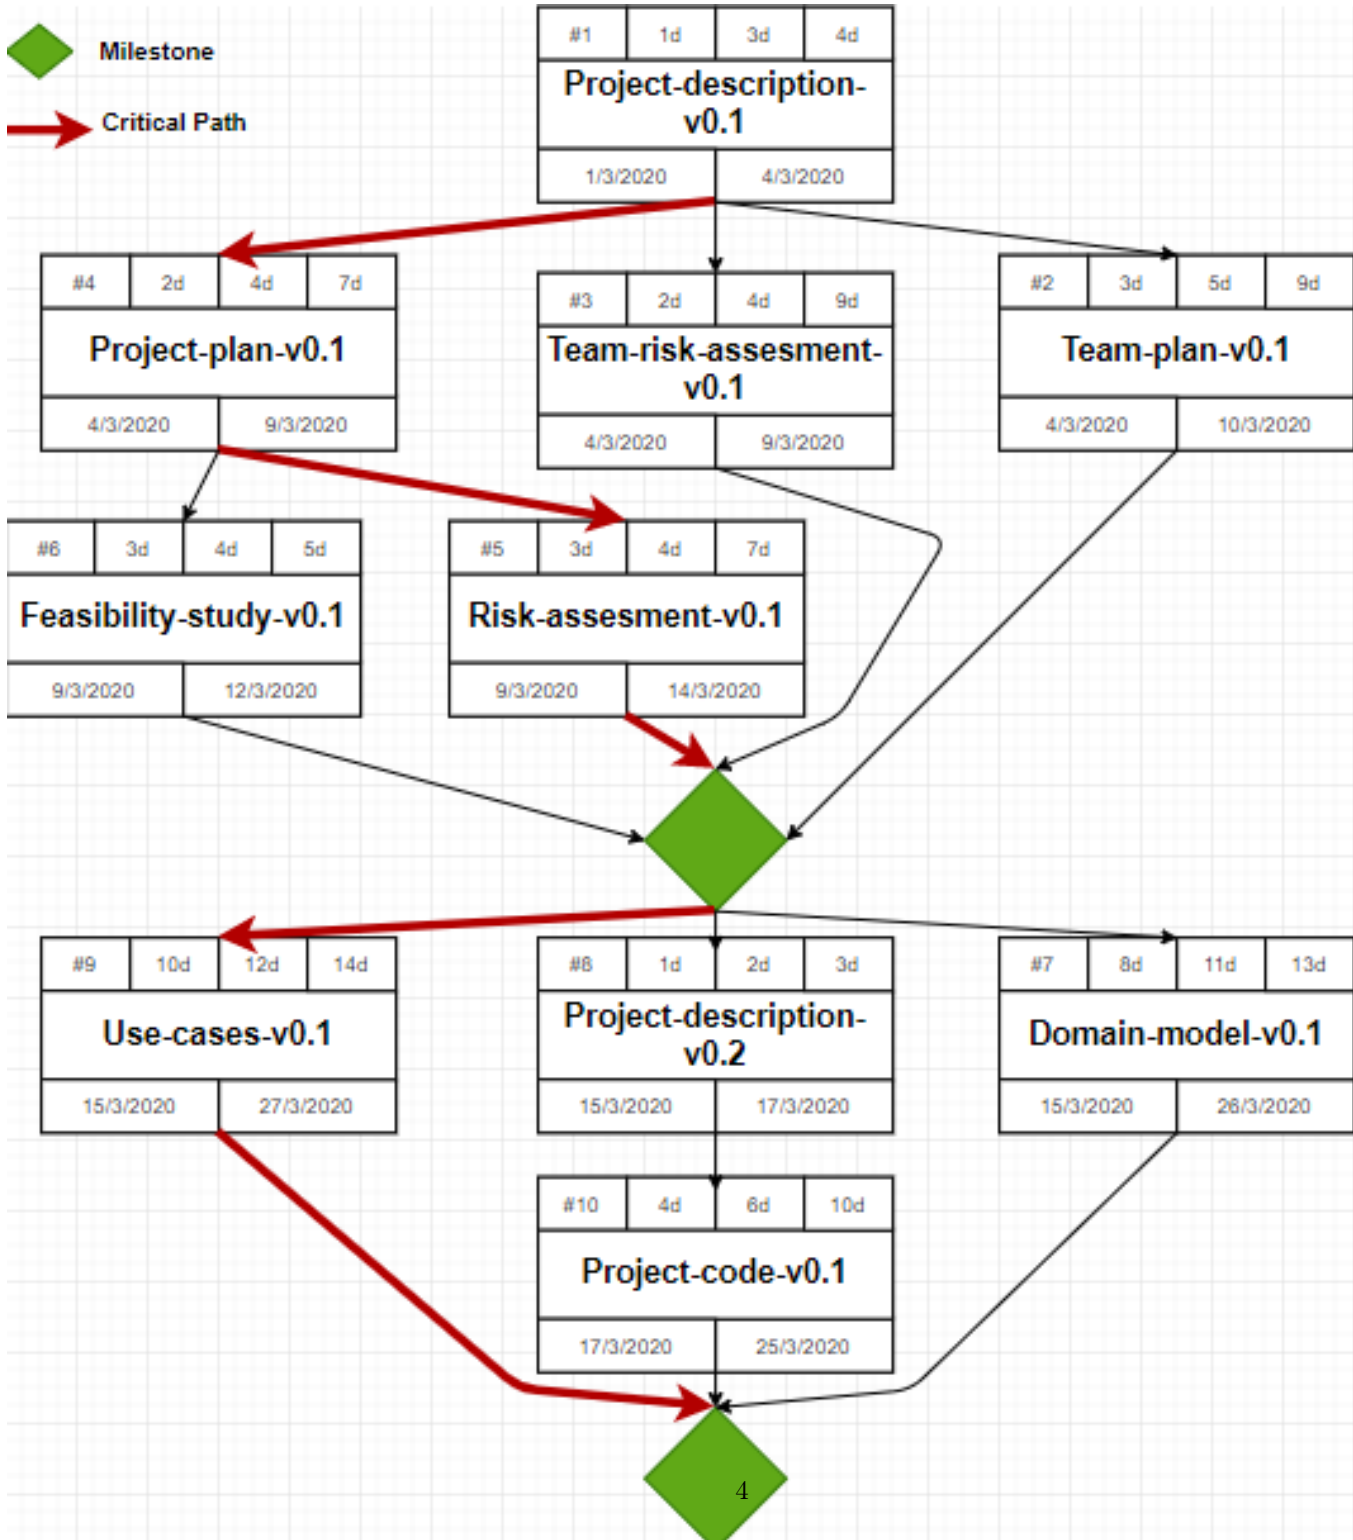 Milestone
Critical Path
#1 1d 3d 4d
Project-description-
v0.1
1/3/2020 4/3/2020
#4 2d 4d 7d
Project-plan-v0.1
4/3/2020 9/3/2020
#3 2d 4d 9d
Team-risk-assesment-
v0.1
4/3/2020 9/3/2020
#2 3d 5d 9d
Team-plan-v0.1
4/3/2020 10/3/2020
#6 3d 4d 5d
Feasibility-study-v0.1
9/3/2020 12/3/2020
#5 3d 4d 7d
Risk-assesment-v0.1
9/3/2020 14/3/2020
#9 10d 12d 14d
Use-cases-v0.1
15/3/2020 27/3/2020
#8 1d 2d 3d
Project-description-
v0.2
15/3/2020 17/3/2020
#7 8d 11d 13d
Domain-model-v0.1
15/3/2020 26/3/2020
#10 4d 6d 10d
Project-code-v0.1
17/3/2020 25/3/2020
4